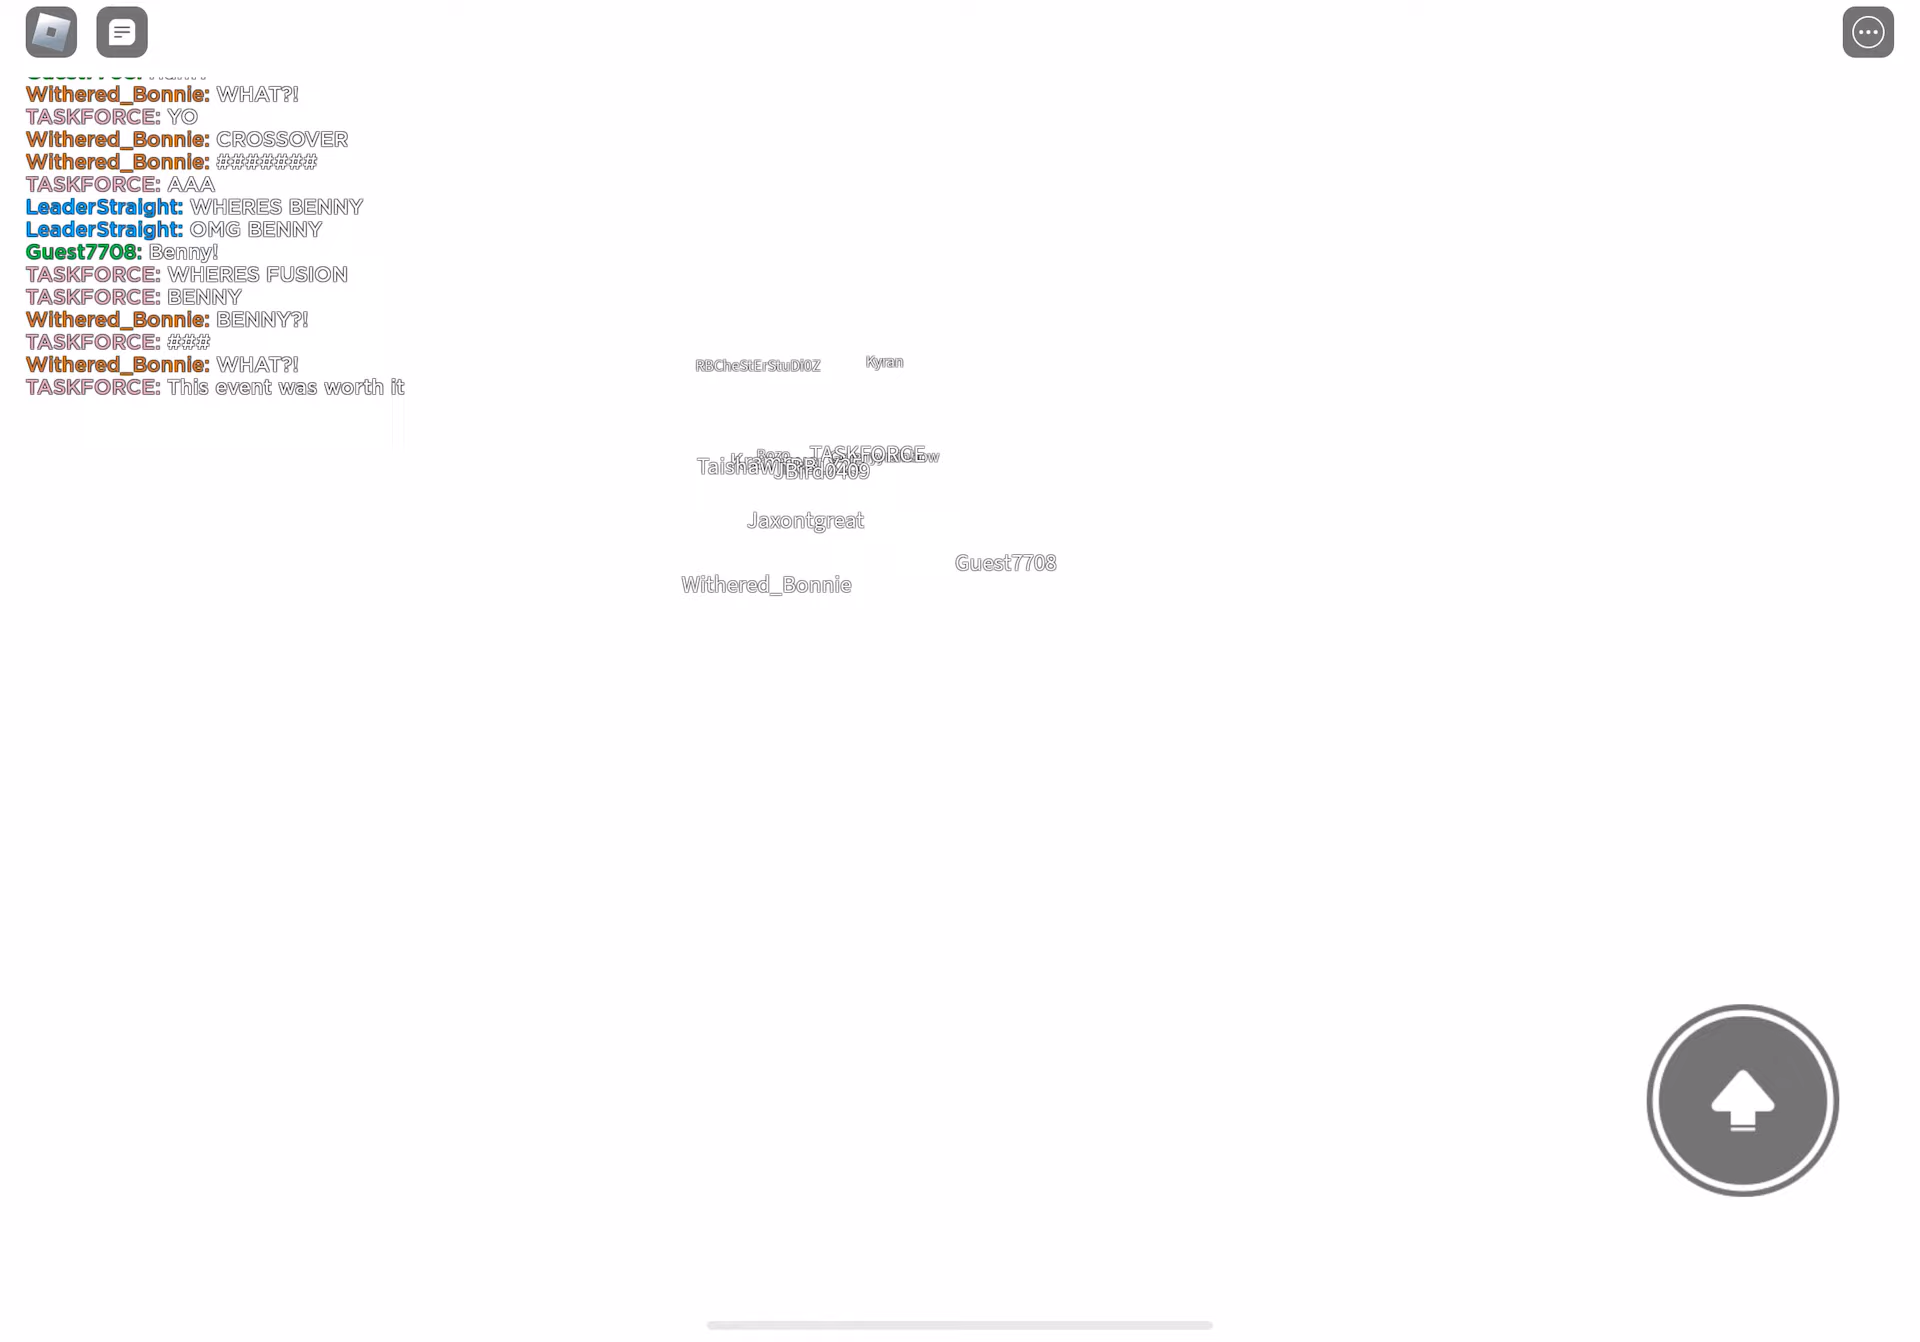 Withered_Bonnie: WHAT?!
TASKFORCE: YO
Withered_Bonnie: CROSSOVER
Withered_Bonnie: #######
TASKFORCE: AAA
LeaderStraight: WHERES BENNY
LeaderStraight: OMG BENNY
Guest7708: Benny!
TASKFORCE: WHERES FUSION
TASKFORCE: BENNY
Withered_Bonnie: BENNY?!
TASKFORCE: ###
Withered_Bonnie: WHAT?!
TASKFORCE: This event was worth it
RBCheStErStuDi0Z
Kyran
TASKFORCE
JBird0409
Jaxontgreat
Guest7708
Withered_Bonnie